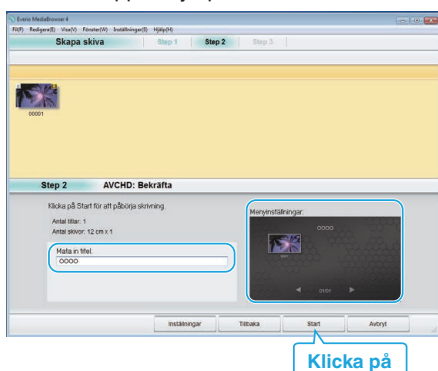 Everio MediaBrowser 4
Fil(F) Redigera(E) Visa(V) Fönster(W) Inställningar(S) Hjälp(H)
Skapa skiva Step 1 Step 2 Step 3
00001
Step 2 AVCHD: Bekräfta
Klicka på Start för att påbörja skrivning.
Antal titlar: 1
Antal skivor: 12 cm x 1
Mata in titel.
OOOO
Menyinställningar:
OOOO
01/01
Inställningar Tillbaka Start Avbryt
Klicka på